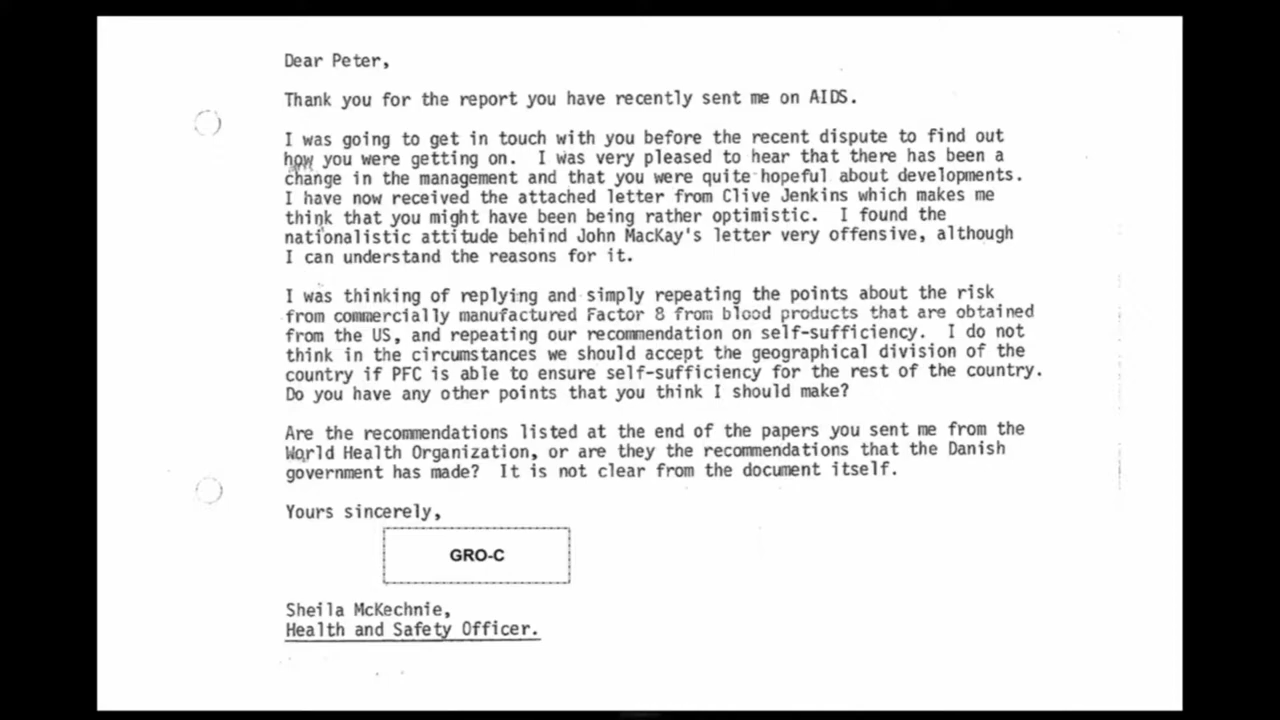 Dear Peter,
Thank you for the report you have recently sent me on AIDS.
I was going to get in touch with you before the recent dispute to find out
how you were getting on. I was very pleased to hear that there has been a
change in the management and that you were quite hopeful about developments.
I have now received the attached letter from Clive Jenkins which makes me
think that you might have been being rather optimistic. I found the
nationalistic attitude behind John MacKay's letter very offensive, although
I can understand the reasons for it.
I was thinking of replying and simply repeating the points about the risk
from commercially manufactured Factor 8 from blood products that are obtained
from the US, and repeating our recommendation on self-sufficiency. I do not
think in the circumstances we should accept the geographical division of the
country if PFC is able to ensure self-sufficiency for the rest of the country.
Do you have any other points that you think I should make?
Are the recommendations listed at the end of the papers you sent me from the
World Health Organization, or are they the recommendations that the Danish
government has made? It is not clear from the document itself.
Yours sincerely,
GRO-C
Sheila McKechnie,
Health and Safety Officer.